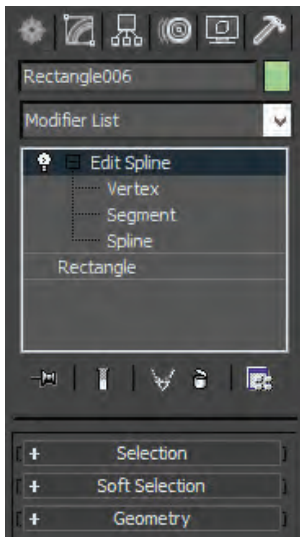 Rectangle006
Modifier List
Edit Spline
Vertex
Segment
Spline
Rectangle
+ Selection
+ Soft Selection
+ Geometry